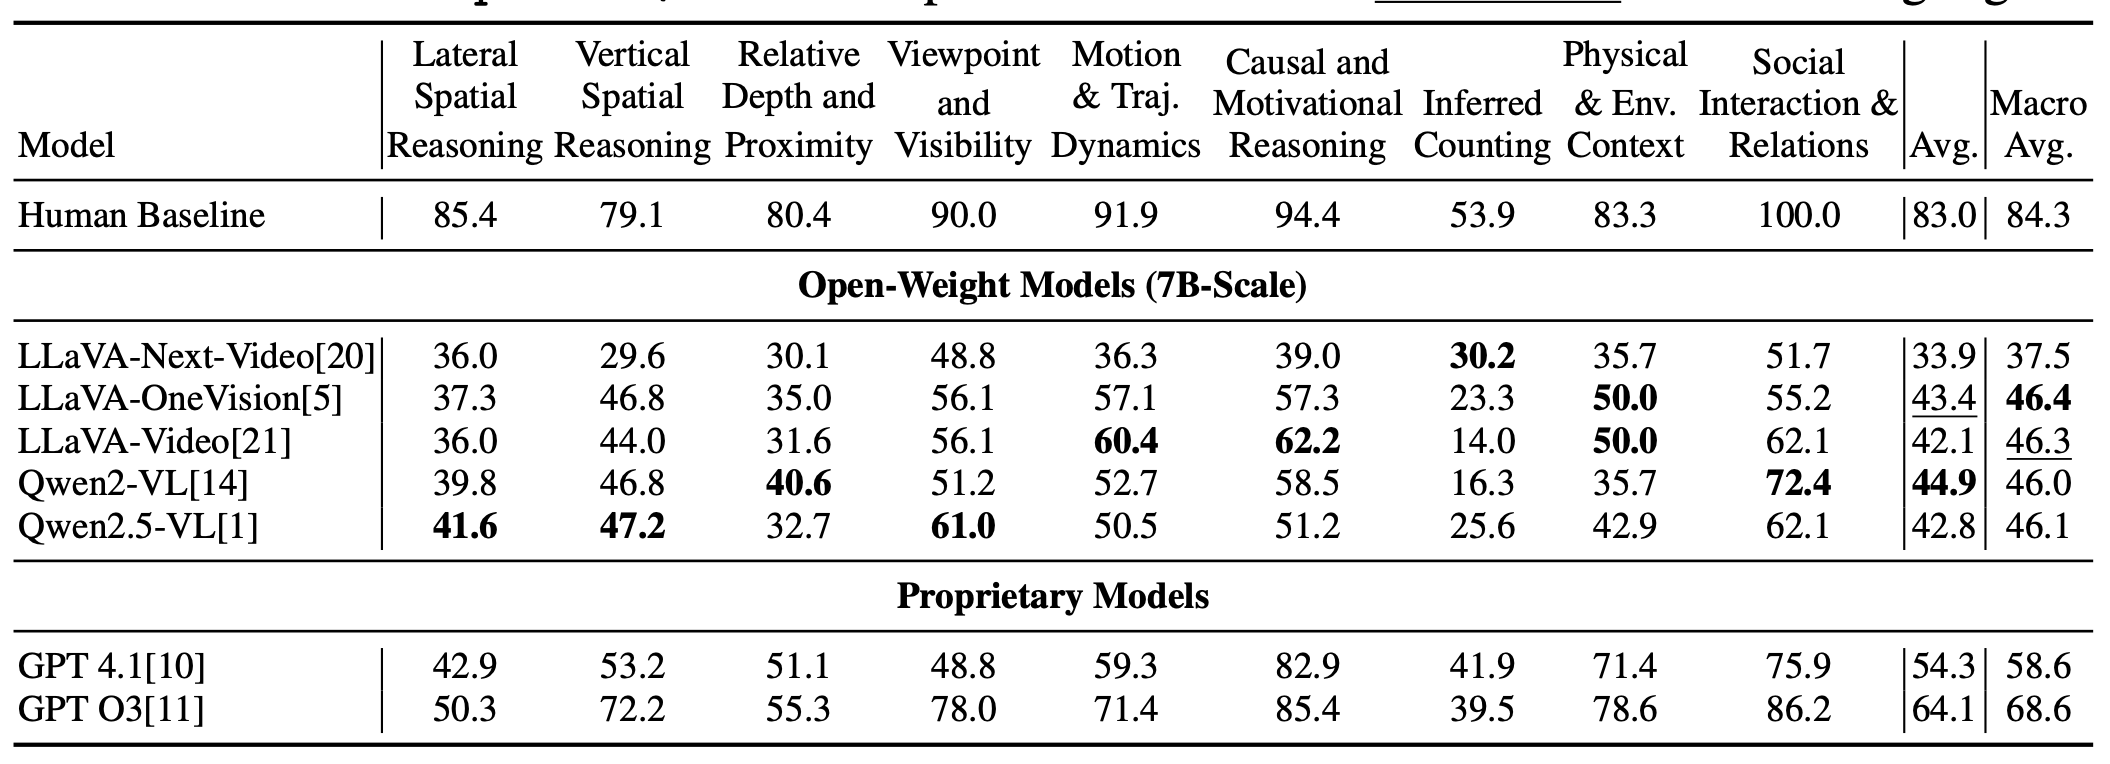 Model Lateral Spatial Reasoning Vertical Spatial Reasoning Relative Depth and Proximity Viewpoint and Visibility Motion & Traj. Dynamics Causal and Motivational Reasoning Inferred Counting Physical & Env. Context Social Interaction & Relations Avg. Macro Avg.
Human Baseline 85.4 79.1 80.4 90.0 91.9 94.4 53.9 83.3 100.0 83.0 84.3
Open-Weight Models (7B-Scale)
LLaVA-Next-Video[20] 36.0 29.6 30.1 48.8 36.3 39.0 30.2 35.7 51.7 33.9 37.5
LLaVA-OneVision[5] 37.3 46.8 35.0 56.1 57.1 57.3 23.3 50.0 55.2 43.4 46.4
LLaVA-Video[21] 36.0 44.0 31.6 56.1 60.4 62.2 14.0 50.0 62.1 42.1 46.3
Qwen2-VL[14] 39.8 46.8 40.6 51.2 52.7 58.5 16.3 35.7 72.4 44.9 46.0
Qwen2.5-VL[1] 41.6 47.2 32.7 61.0 50.5 51.2 25.6 42.9 62.1 42.8 46.1
Proprietary Models
GPT 4.1[10] 42.9 53.2 51.1 48.8 59.3 82.9 41.9 71.4 75.9 54.3 58.6
GPT O3[11] 50.3 72.2 55.3 78.0 71.4 85.4 39.5 78.6 86.2 64.1 68.6